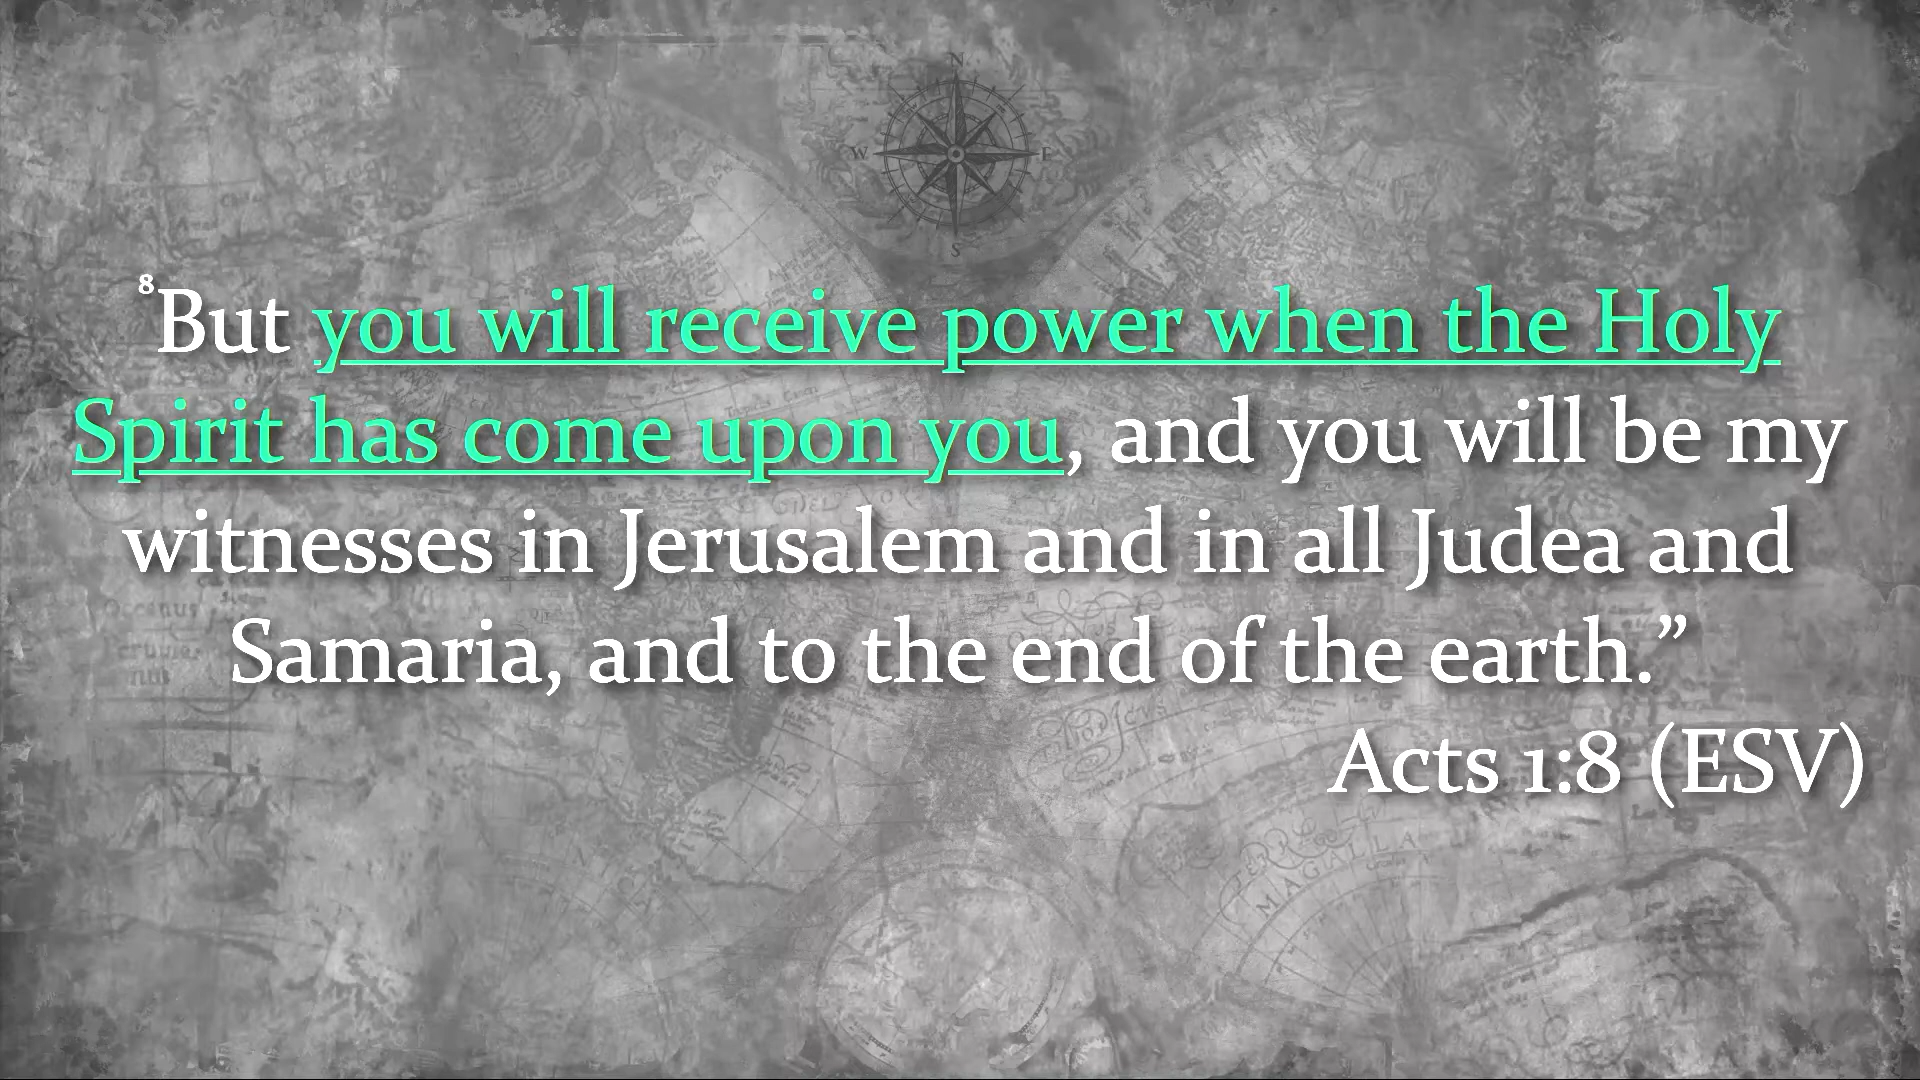 N
W E
S
⁸But you will receive power when the Holy
Spirit has come upon you, and you will be my
witnesses in Jerusalem and in all Judea and
Samaria, and to the end of the earth.”
Acts 1:8 (ESV)
MAGALLA